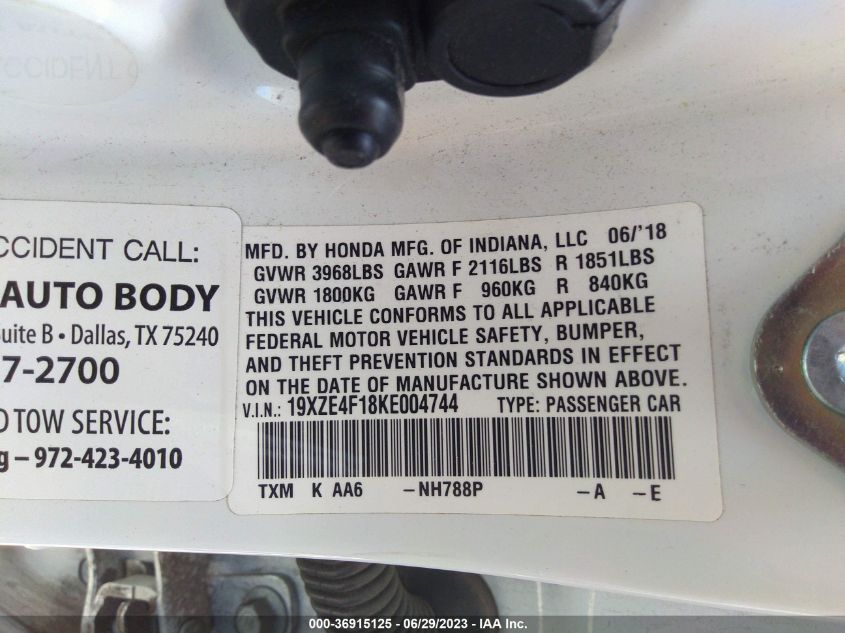 CCIDENT CALL:
AUTO BODY
Suite B • Dallas, TX 75240
7-2700
D TOW SERVICE:
g – 972-423-4010
MFD. BY HONDA MFG. OF INDIANA, LLC 06/'18
GVWR 3968LBS GAWR F 2116LBS R 1851LBS
GVWR 1800KG GAWR F 960KG R 840KG
THIS VEHICLE CONFORMS TO ALL APPLICABLE
FEDERAL MOTOR VEHICLE SAFETY, BUMPER,
AND THEFT PREVENTION STANDARDS IN EFFECT
ON THE DATE OF MANUFACTURE SHOWN ABOVE.
V.I.N.: 19XZE4F18KE004744 TYPE: PASSENGER CAR
TXM K AA6 –NH788P –A –E
000-36915125 - 06/29/2023 - IAA Inc.